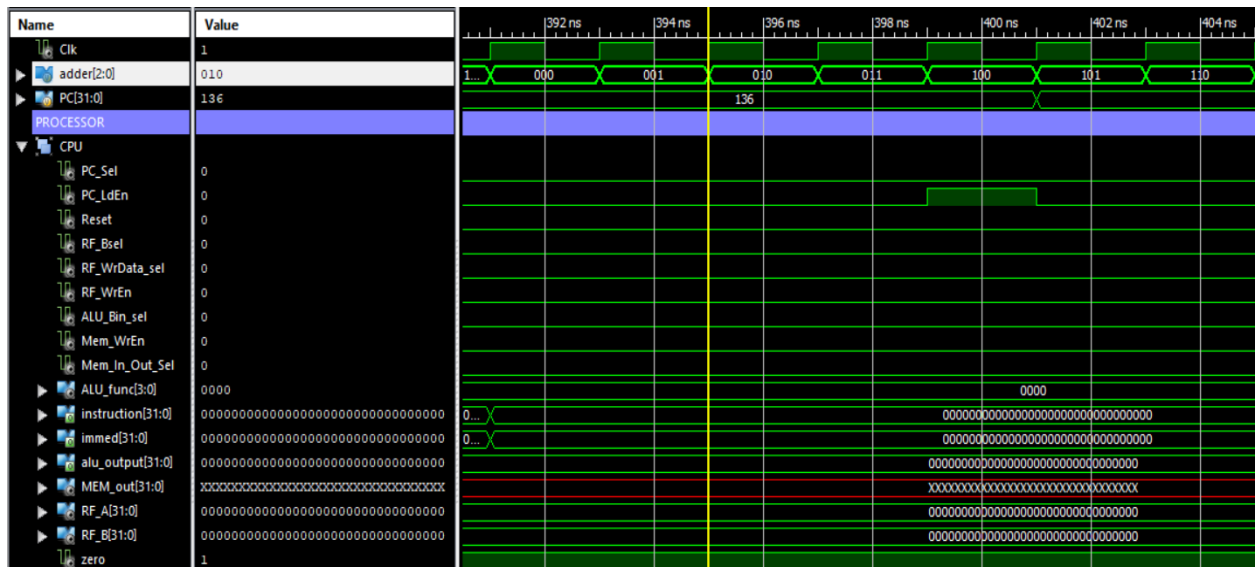 Name Value 392 ns 394 ns 396 ns 398 ns 400 ns 402 ns 404 ns
Clk 1
adder[2:0] 010 1... 000 001 010 011 100 101 110
PC[31:0] 136 136
PROCESSOR
CPU
PC_Sel 0
PC_LdEn 0
Reset 0
RF_Bsel 0
RF_WrData_sel 0
RF_WrEn 0
ALU_Bin_sel 0
Mem_WrEn 0
Mem_In_Out_Sel 0
ALU_func[3:0] 0000 0000
instruction[31:0] 00000000000000000000000000000000 0... 00000000000000000000000000000000
immed[31:0] 00000000000000000000000000000000 0... 00000000000000000000000000000000
alu_output[31:0] 00000000000000000000000000000000 00000000000000000000000000000000
MEM_out[31:0] XXXXXXXXXXXXXXXXXXXXXXXXXXXXXXXX XXXXXXXXXXXXXXXXXXXXXXXXXXXXXXXX
RF_A[31:0] 00000000000000000000000000000000 00000000000000000000000000000000
RF_B[31:0] 00000000000000000000000000000000 00000000000000000000000000000000
zero 1